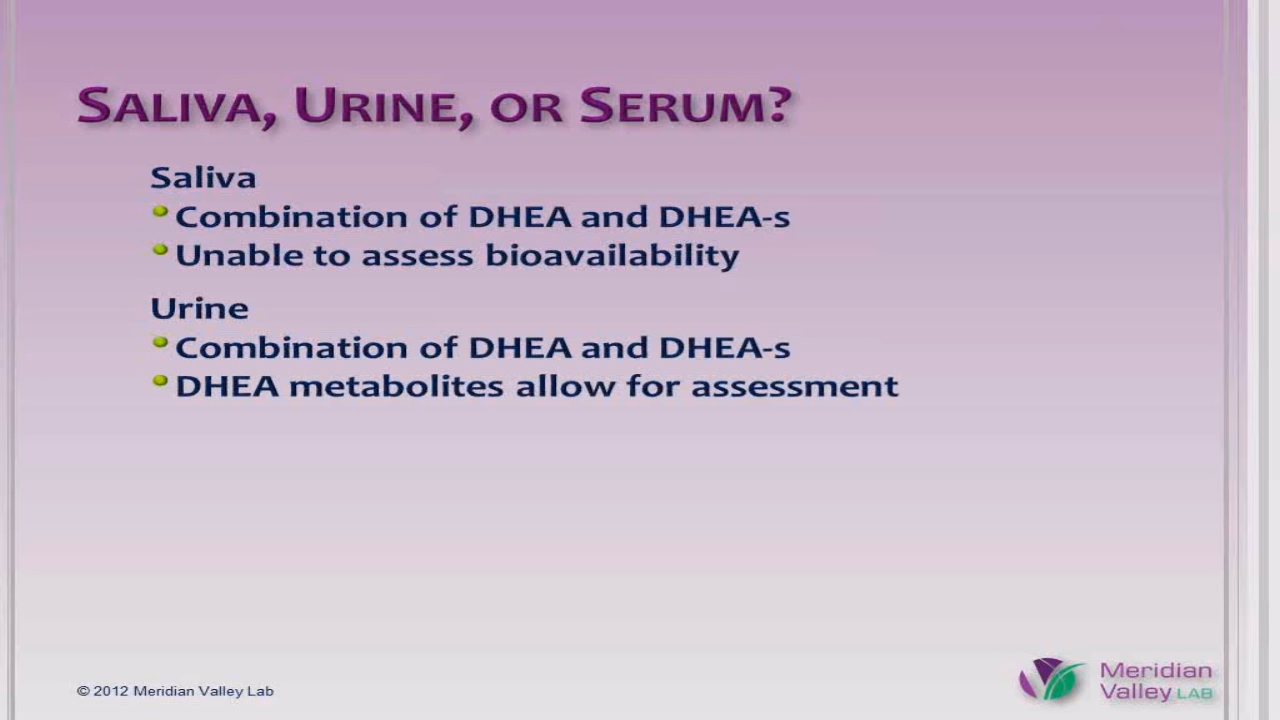 SALIVA, URINE, OR SERUM?
Saliva
• Combination of DHEA and DHEA-s
• Unable to assess bioavailability
Urine
• Combination of DHEA and DHEA-s
• DHEA metabolites allow for assessment
© 2012 Meridian Valley Lab
Meridian
Valley LAB